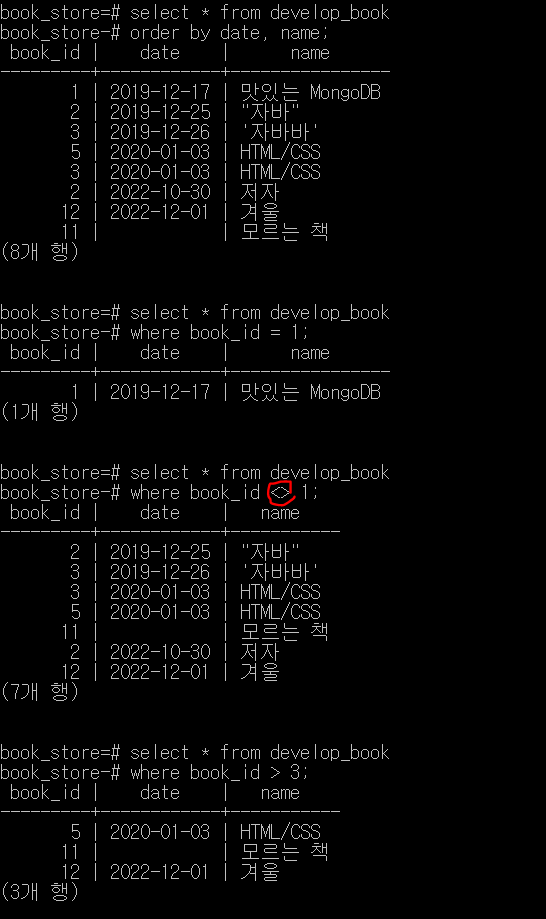 book_store=# select * from develop_book
book_store-# order by date, name;
 book_id |    date    |      name
---------+------------+-----------------
       1 | 2019-12-17 | 맛있는 MongoDB
       2 | 2019-12-25 | "자바"
       3 | 2019-12-26 | '자바바'
       5 | 2020-01-03 | HTML/CSS
       3 | 2020-01-03 | HTML/CSS
       2 | 2022-10-30 | 저자
      12 | 2022-12-01 | 겨울
      11 |            | 모르는 책
(8개 행)
book_store=# select * from develop_book
book_store-# where book_id = 1;
 book_id |    date    |      name
---------+------------+-----------------
       1 | 2019-12-17 | 맛있는 MongoDB
(1개 행)
book_store=# select * from develop_book
book_store-# where book_id <> 1;
 book_id |    date    |   name
---------+------------+-----------
       2 | 2019-12-25 | "자바"
       3 | 2019-12-26 | '자바바'
       3 | 2020-01-03 | HTML/CSS
       5 | 2020-01-03 | HTML/CSS
      11 |            | 모르는 책
       2 | 2022-10-30 | 저자
      12 | 2022-12-01 | 겨울
(7개 행)
book_store=# select * from develop_book
book_store-# where book_id > 3;
 book_id |    date    |   name
---------+------------+-----------
       5 | 2020-01-03 | HTML/CSS
      11 |            | 모르는 책
      12 | 2022-12-01 | 겨울
(3개 행)